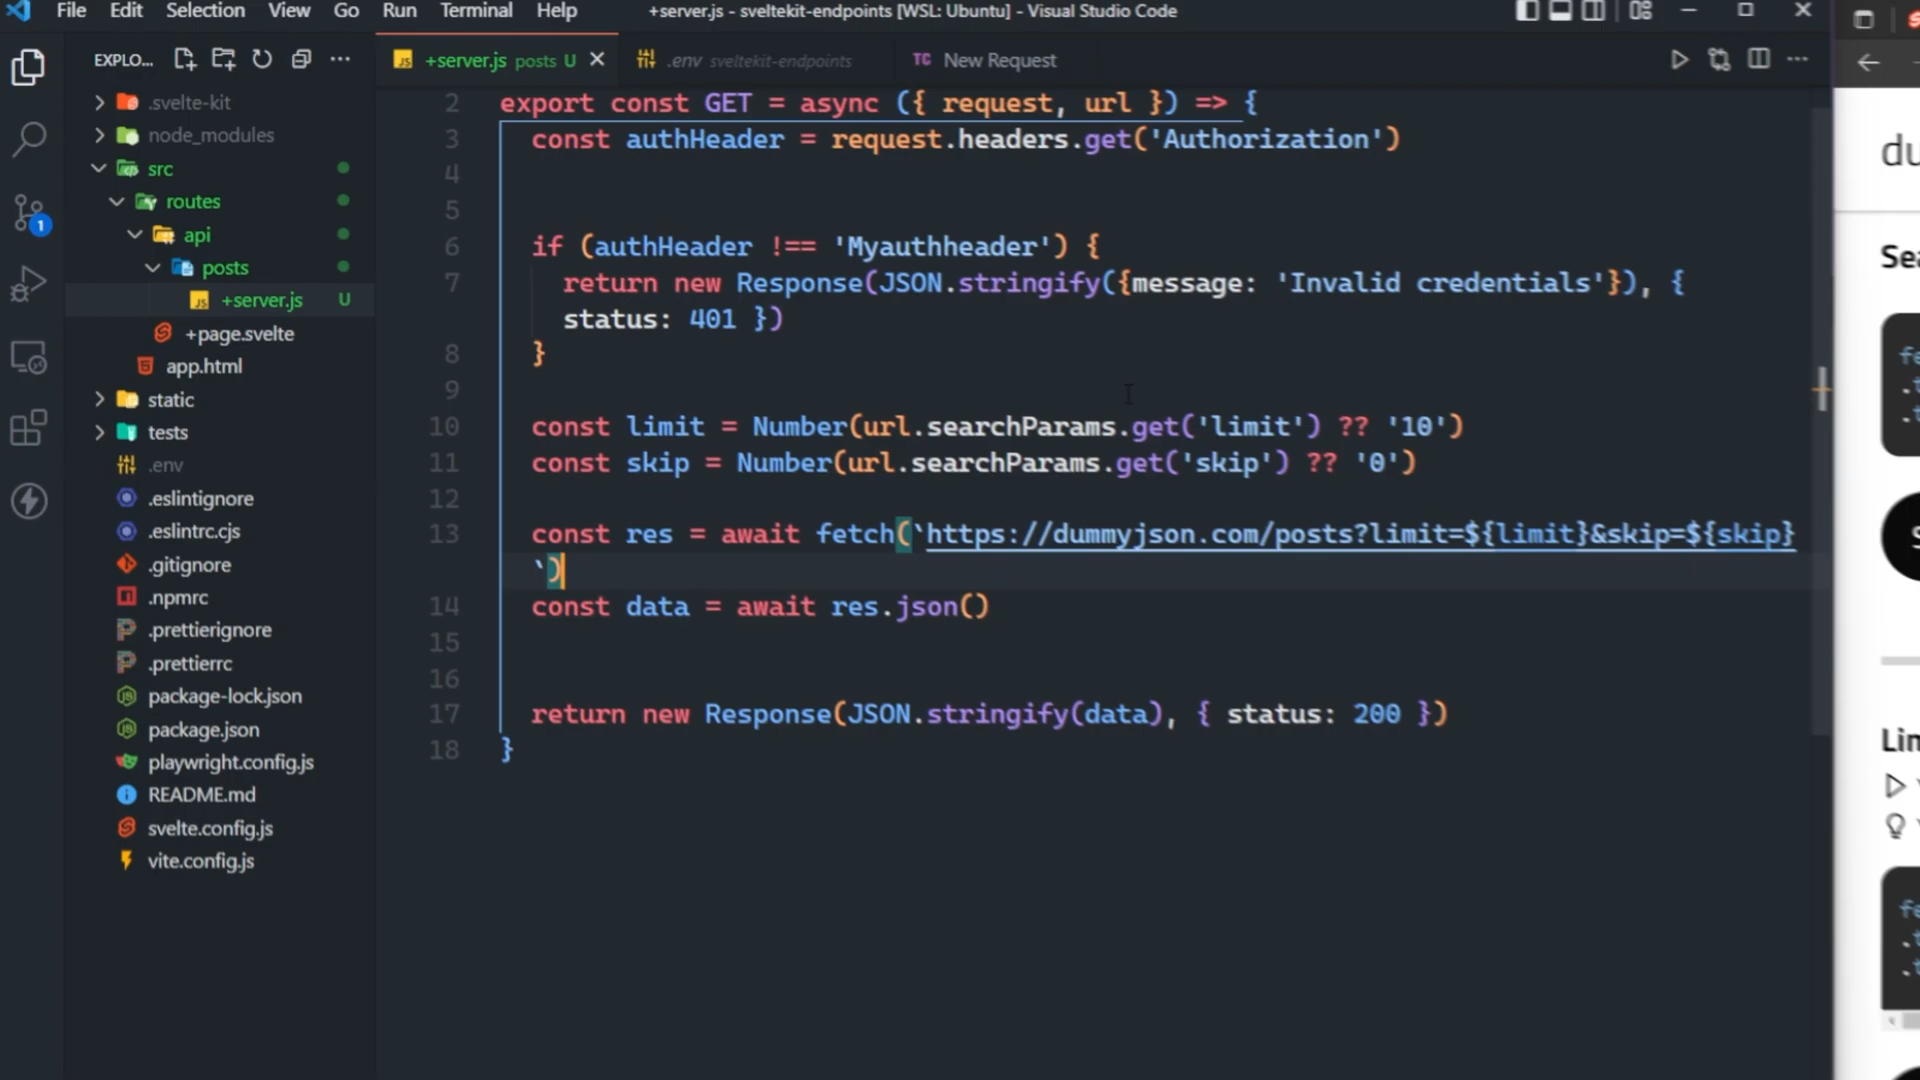 File Edit Selection View Go Run Terminal Help
+server.js - sveltekit-endpoints [WSL: Ubuntu] - Visual Studio Code
EXPLO...
+server.js posts U
.env sveltekit-endpoints
TC New Request
.svelte-kit
node_modules
src
routes
api
posts
+server.js U
+page.svelte
app.html
static
tests
.env
.eslintignore
.eslintrc.cjs
.gitignore
.npmrc
.prettierignore
.prettierrc
package-lock.json
package.json
playwright.config.js
README.md
svelte.config.js
vite.config.js
1
2 export const GET = async ({ request, url }) => {
3 const authHeader = request.headers.get('Authorization')
4
5
6 if (authHeader !== 'Myauthheader') {
7 return new Response(JSON.stringify({message: 'Invalid credentials'}), {
status: 401 })
8 }
9
10 const limit = Number(url.searchParams.get('limit') ?? '10')
11 const skip = Number(url.searchParams.get('skip') ?? '0')
12
13 const res = await fetch(`https://dummyjson.com/posts?limit=${limit}&skip=${skip}
`)
14 const data = await res.json()
15
16
17 return new Response(JSON.stringify(data), { status: 200 })
18 }
du
Sea
fe
.t
.t
S
Lim
fe
.t
.t